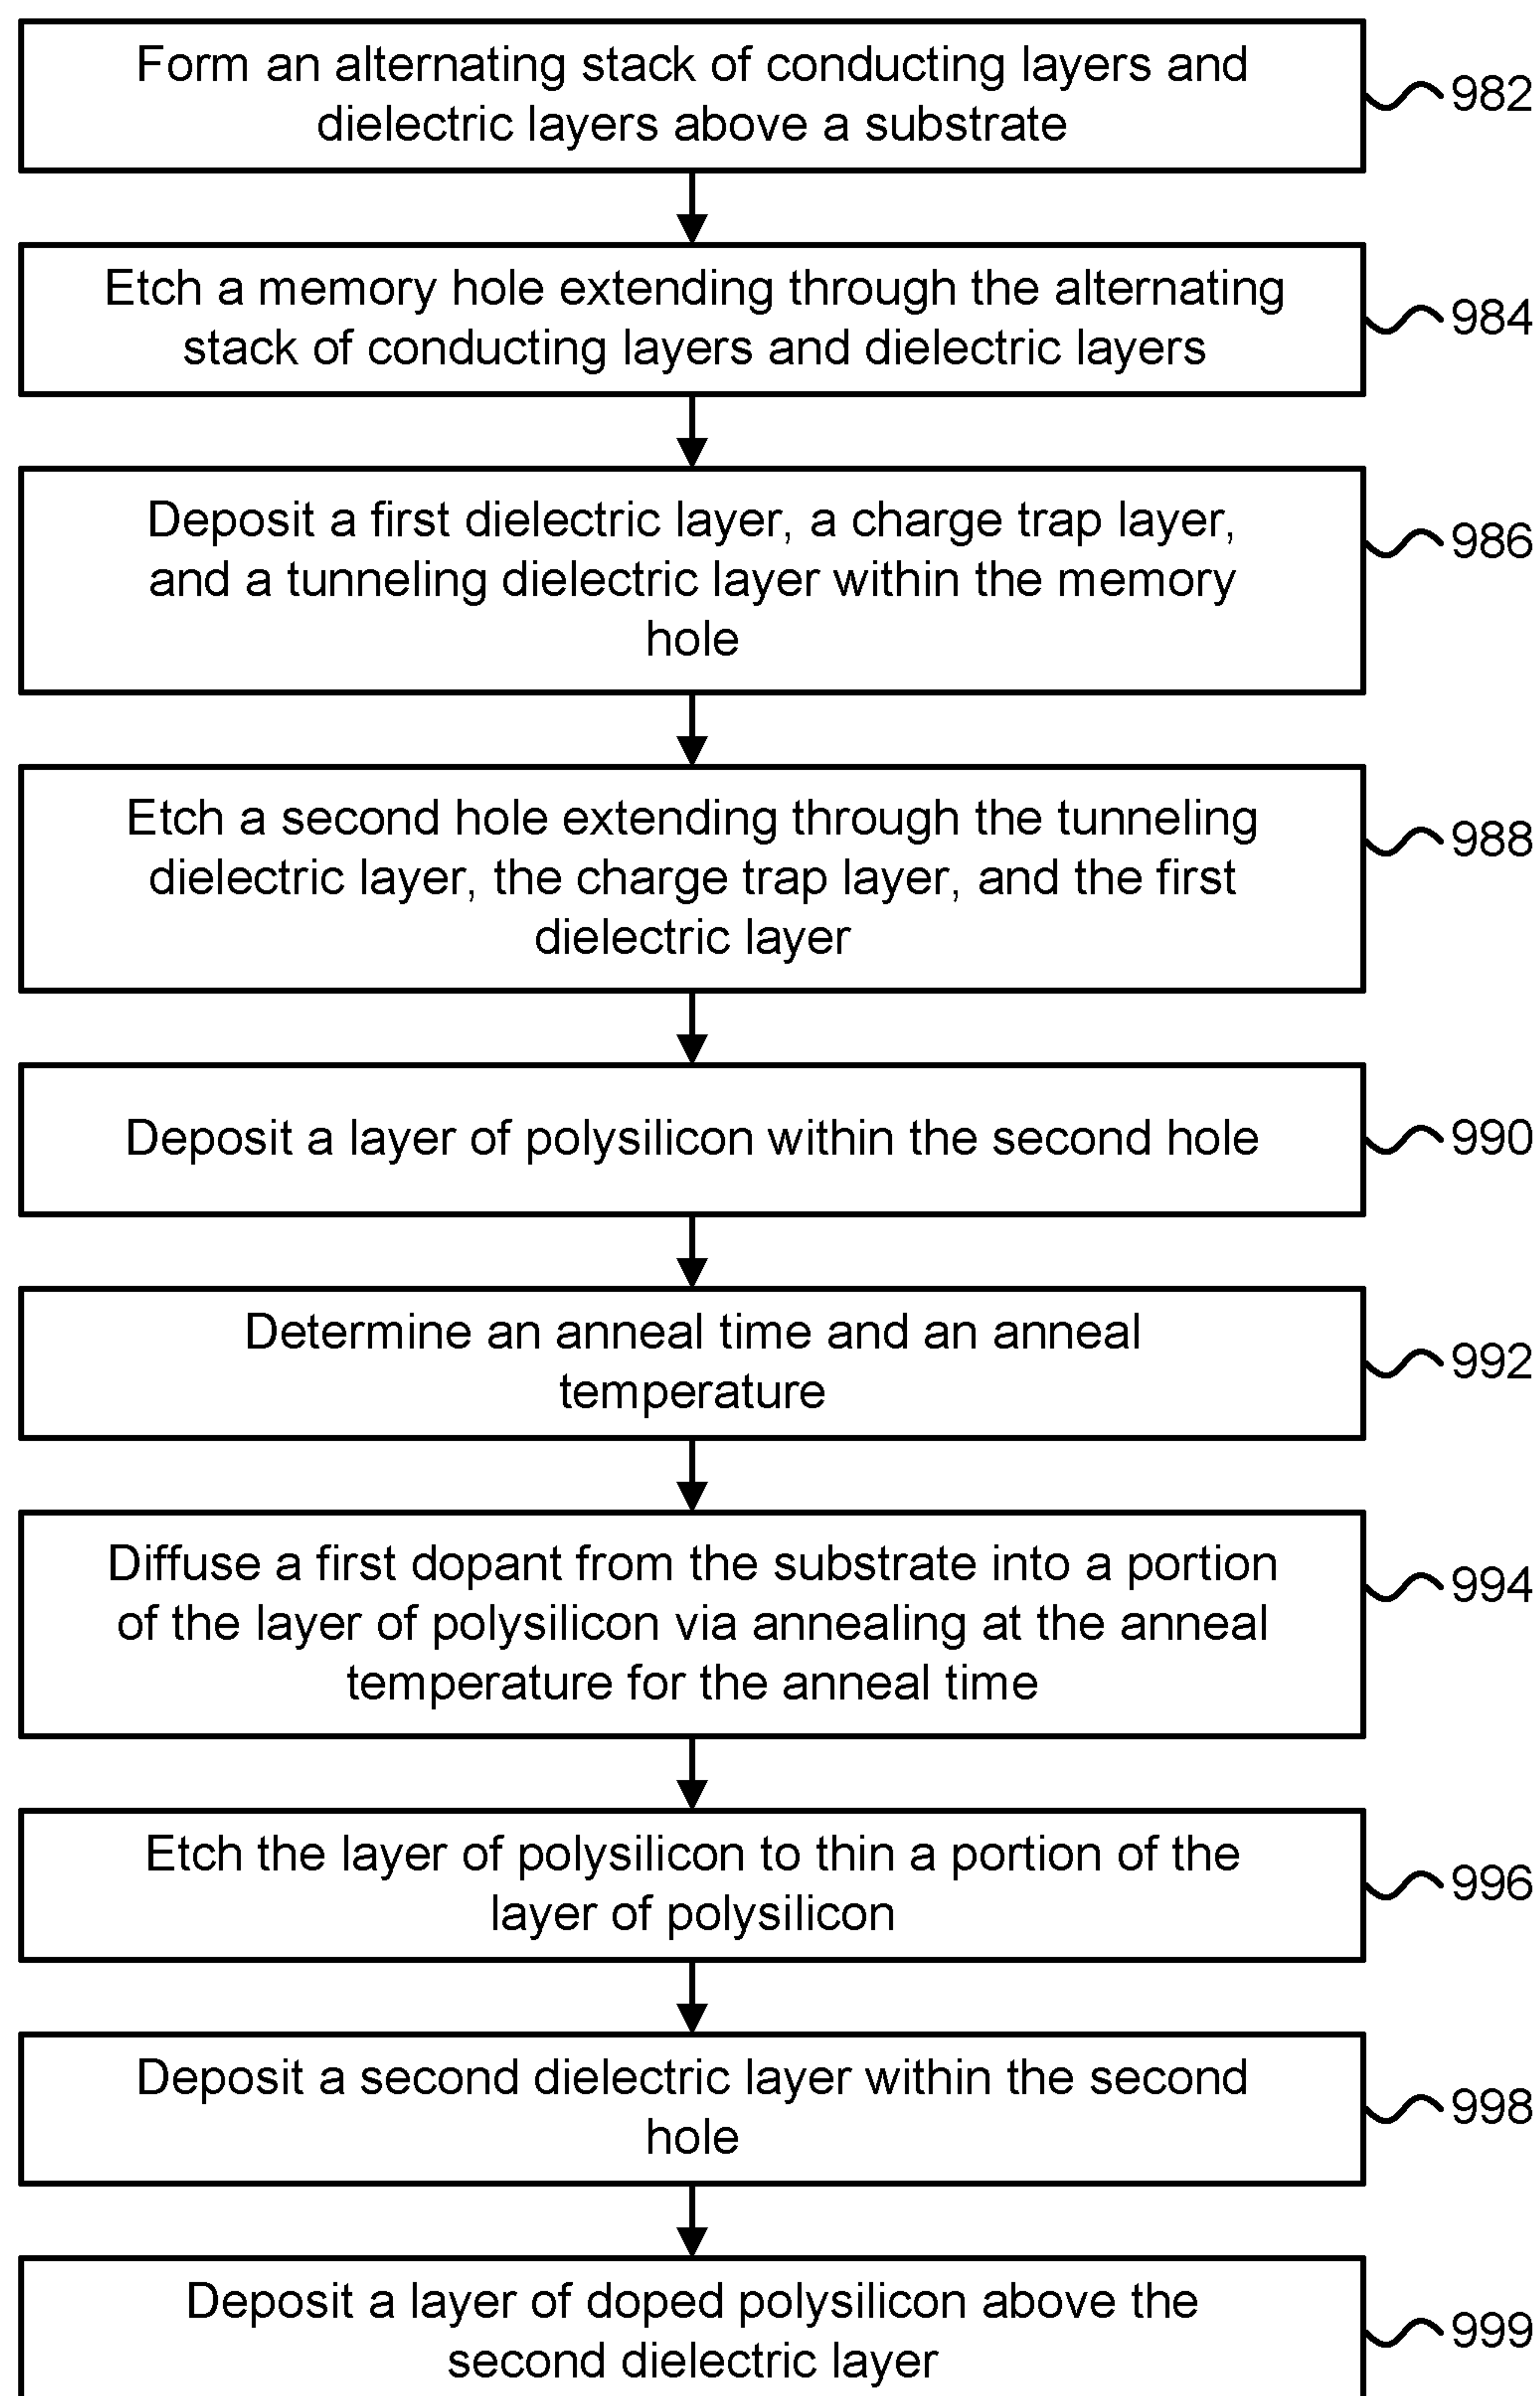 Form an alternating stack of conducting layers and
dielectric layers above a substrate
982
Etch a memory hole extending through the alternating
stack of conducting layers and dielectric layers
984
Deposit a first dielectric layer, a charge trap layer,
and a tunneling dielectric layer within the memory
hole
986
Etch a second hole extending through the tunneling
dielectric layer, the charge trap layer, and the first
dielectric layer
988
Deposit a layer of polysilicon within the second hole
990
Determine an anneal time and an anneal
temperature
992
Diffuse a first dopant from the substrate into a portion
of the layer of polysilicon via annealing at the anneal
temperature for the anneal time
994
Etch the layer of polysilicon to thin a portion of the
layer of polysilicon
996
Deposit a second dielectric layer within the second
hole
998
Deposit a layer of doped polysilicon above the
second dielectric layer
999